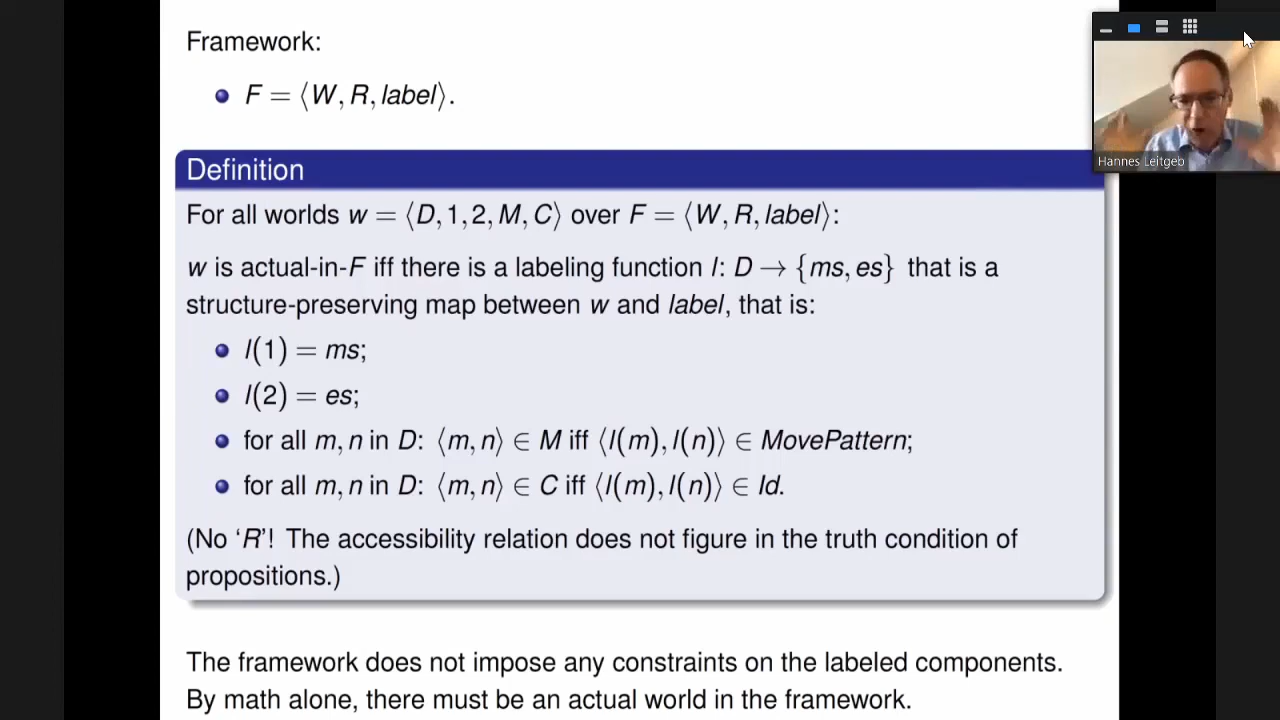 Framework:
F = ⟨W, R, label⟩.
Definition
For all worlds w = ⟨D, 1, 2, M, C⟩ over F = ⟨W, R, label⟩:
w is actual-in-F iff there is a labeling function l: D → {ms, es} that is a
structure-preserving map between w and label, that is:
l(1) = ms;
l(2) = es;
for all m, n in D: ⟨m, n⟩ ∈ M iff ⟨l(m), l(n)⟩ ∈ MovePattern;
for all m, n in D: ⟨m, n⟩ ∈ C iff ⟨l(m), l(n)⟩ ∈ Id.
(No ‘R’! The accessibility relation does not figure in the truth condition of
propositions.)
The framework does not impose any constraints on the labeled components.
By math alone, there must be an actual world in the framework.
Hannes Leitgeb